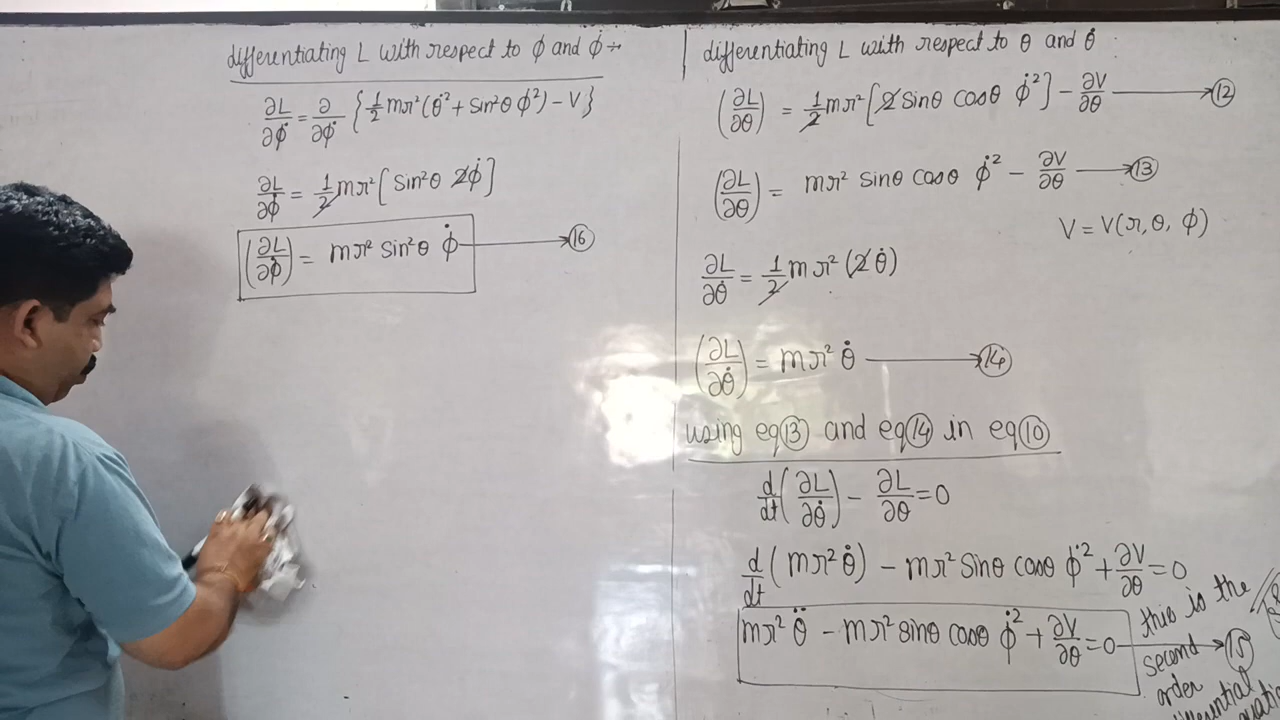 differentiating L with respect to ϕ and ϕ̇ →
∂L/∂ϕ̇ = ∂/∂ϕ̇ {1/2 mr²(θ̇² + Sin²θ ϕ̇²) − V}
∂L/∂ϕ̇ = 1/2 mr² [Sin²θ 2ϕ̇]
(∂L/∂ϕ̇) = mr² Sin²θ ϕ̇ → (16)
differentiating L with respect to θ and θ̇
(∂L/∂θ) = 1/2 mr² [2 Sinθ Cosθ ϕ̇²] − ∂V/∂θ → (12)
(∂L/∂θ) = mr² Sinθ Cosθ ϕ̇² − ∂V/∂θ → (13)
V = V(r, θ, ϕ)
∂L/∂θ̇ = 1/2 mr² (2θ̇)
(∂L/∂θ̇) = mr² θ̇ → (14)
using eq(13) and eq(14) in eq(10)
d/dt (∂L/∂θ̇) − ∂L/∂θ = 0
d/dt (mr² θ̇) − mr² Sinθ Cosθ ϕ̇² + ∂V/∂θ = 0
mr² θ̈ − mr² sinθ cosθ ϕ̇² + ∂V/∂θ = 0 → (15)
this is the
second
order